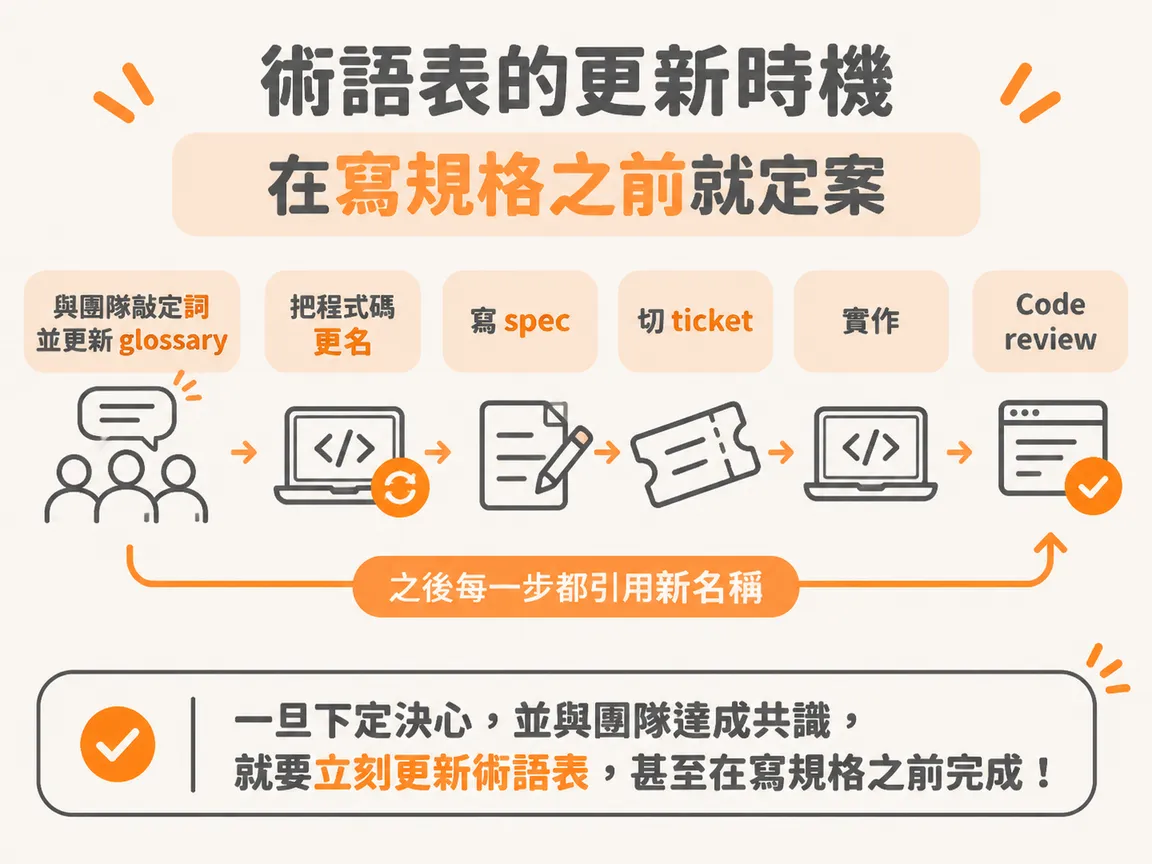 術語表的更新時機
在寫規格之前就定案
與團隊敲定詞
並更新 glossary
把程式碼
更名
寫 spec
切 ticket
實作
Code
review
</>
</>
之後每一步都引用新名稱
一旦下定決心，並與團隊達成共識，
就要立刻更新術語表，甚至在寫規格之前完成！